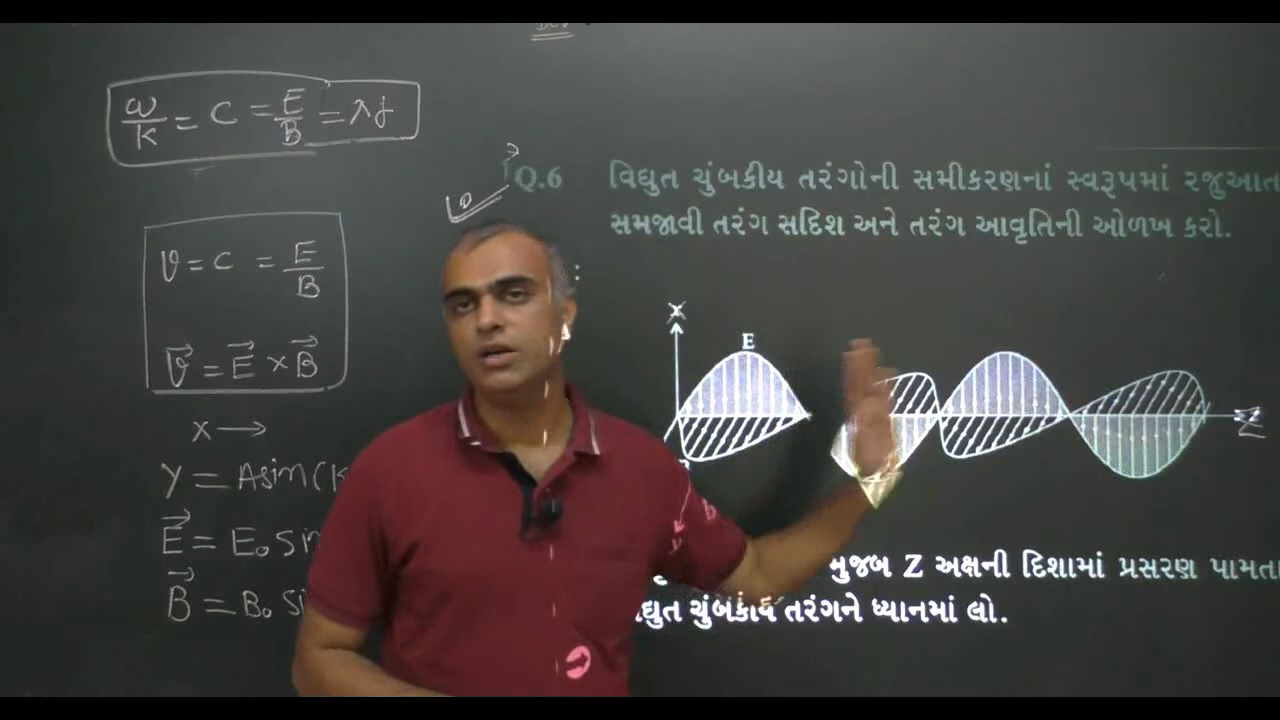 ω/K = C = E/B = λf
v = C = E/B
v⃗ = E⃗ × B⃗
x →
Y = A sin(K
E⃗ = E₀ sin
B⃗ = B₀ Si
Q.6 વિદ્યુત ચુંબકીય તરંગોની સમીકરણનાં સ્વરૂપમાં રજુઆત
સમજાવી તરંગ સદિશ અને તરંગ આવૃતિની ઓળખ કરો.
:
X
E
Z
મુજબ Z અક્ષની દિશામાં પ્રસરણ પામતા
તરંગને ધ્યાનમાં લો.